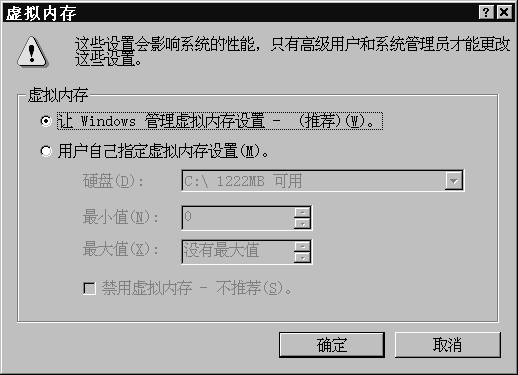 虚拟内存
这些设置会影响系统的性能，只有高级用户和系统管理员才能更改
这些设置。
虚拟内存
让 Windows 管理虚拟内存设置 - （推荐）(W)。
用户自己指定虚拟内存设置(M)。
硬盘(D)： C:\ 1222MB 可用
最小值(N)： 0
最大值(X)： 没有最大值
禁用虚拟内存 - 不推荐(S)。
确定 取消